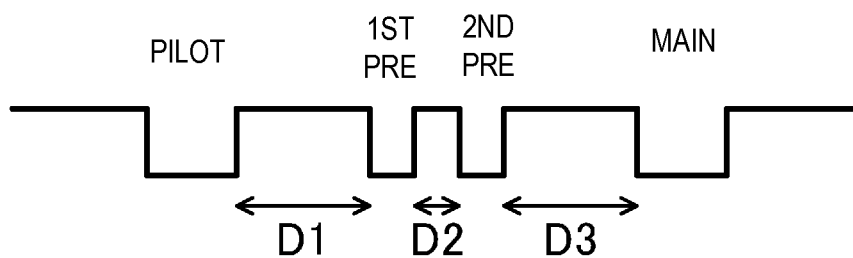 PILOT
1ST
PRE
2ND
PRE
MAIN
D1
D2
D3